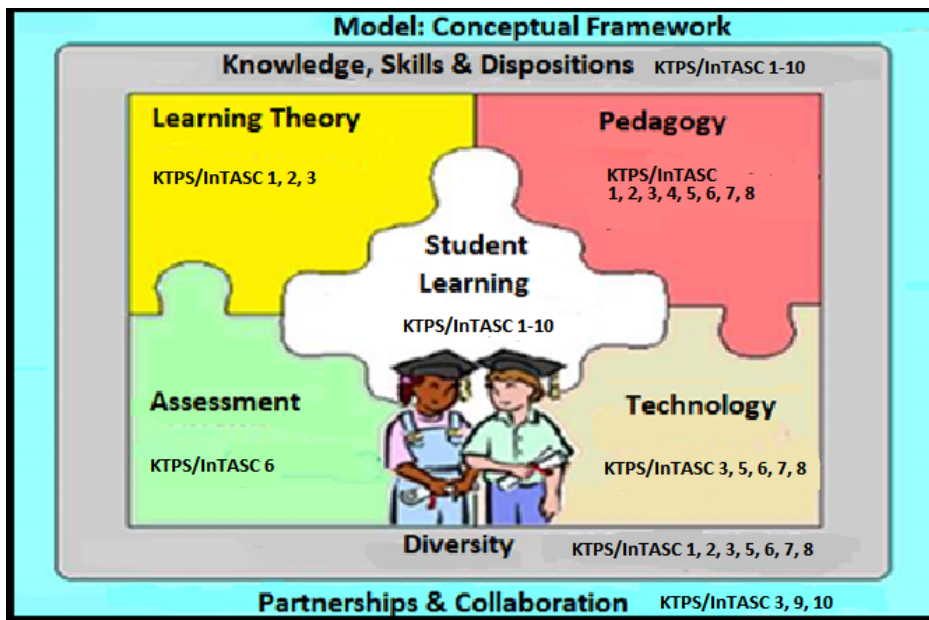 Model: Conceptual Framework
Knowledge, Skills & Dispositions KTPS/InTASC 1-10
Learning Theory
KTPS/InTASC 1, 2, 3
Pedagogy
KTPS/InTASC
1, 2, 3, 4, 5, 6, 7, 8
Student
Learning
KTPS/InTASC 1-10
Assessment
KTPS/InTASC 6
Technology
KTPS/InTASC 3, 5, 6, 7, 8
Diversity KTPS/InTASC 1, 2, 3, 5, 6, 7, 8
Partnerships & Collaboration KTPS/InTASC 3, 9, 10